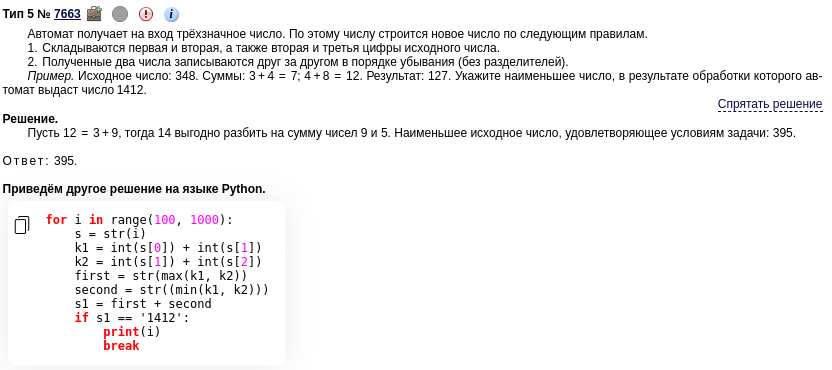 Тип 5 № 7663
i
Автомат получает на вход трёхзначное число. По этому числу строится новое число по следующим правилам.
1. Складываются первая и вторая, а также вторая и третья цифры исходного числа.
2. Полученные два числа записываются друг за другом в порядке убывания (без разделителей).
Пример. Исходное число: 348. Суммы: 3 + 4 = 7; 4 + 8 = 12. Результат: 127. Укажите наименьшее число, в результате обработки которого ав-
томат выдаст число 1412.
Спрятать решение
Решение.
Пусть 12 = 3 + 9, тогда 14 выгодно разбить на сумму чисел 9 и 5. Наименьшее исходное число, удовлетворяющее условиям задачи: 395.
Ответ: 395.
Приведём другое решение на языке Python.
for i in range(100, 1000):
    s = str(i)
    k1 = int(s[0]) + int(s[1])
    k2 = int(s[1]) + int(s[2])
    first = str(max(k1, k2))
    second = str((min(k1, k2)))
    s1 = first + second
    if s1 == '1412':
        print(i)
        break